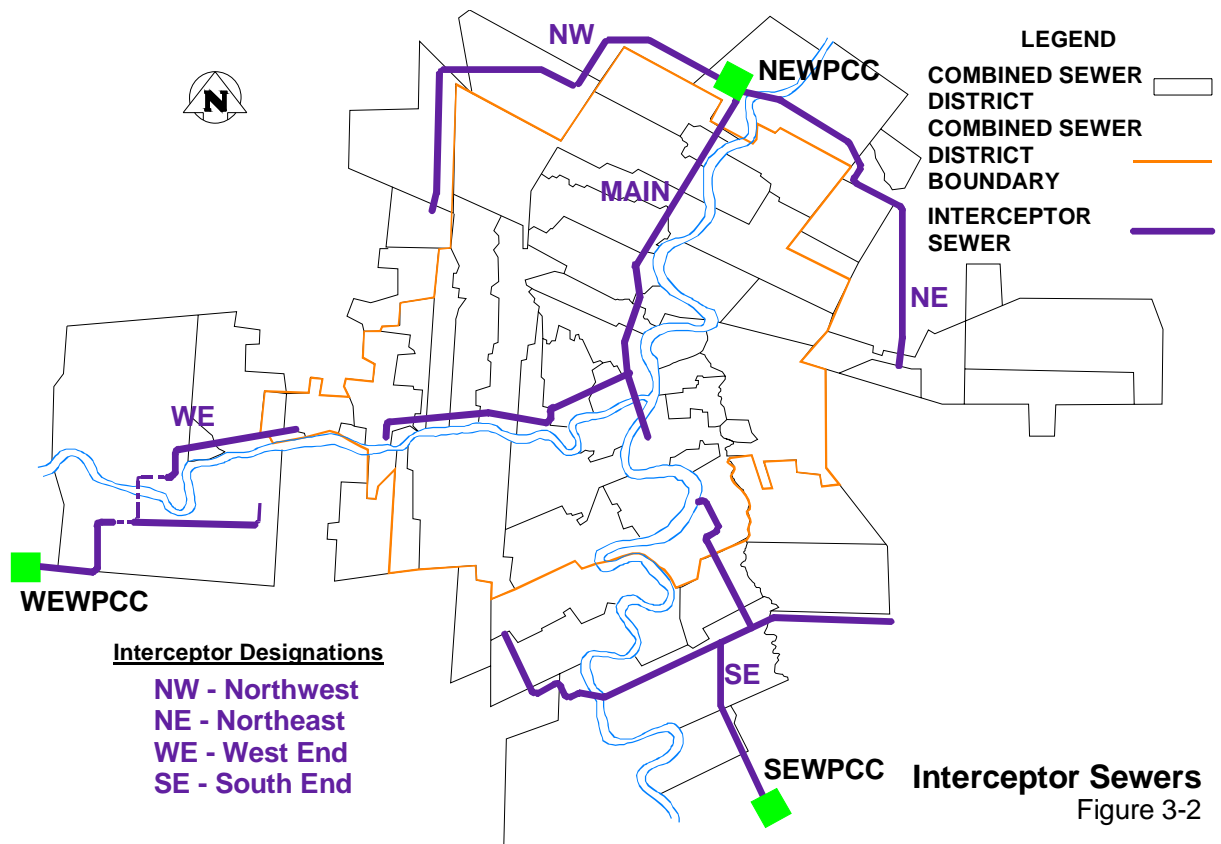 NW
NEWPCC
LEGEND
COMBINED SEWER
DISTRICT
COMBINED SEWER
DISTRICT
BOUNDARY
INTERCEPTOR
SEWER
N
MAIN
NE
WE
WEWPCC
Interceptor Designations
NW - Northwest
NE - Northeast
WE - West End
SE - South End
SE
SEWPCC
Interceptor Sewers
Figure 3-2